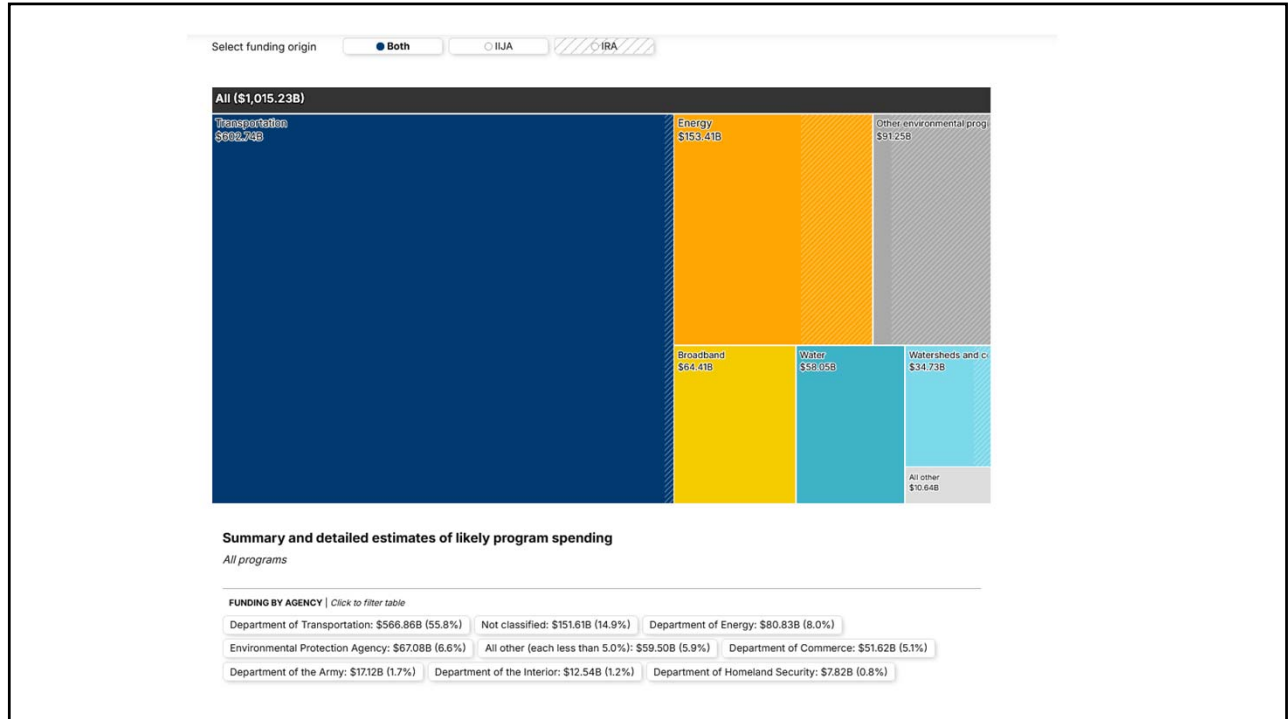 Select funding origin Both IIJA IRA
All ($1,015.23B)
Transportation
$602.74B
Energy
$153.41B
Other environmental prog
$91.25B
Broadband
$64.41B
Water
$58.05B
Watersheds and c
$34.73B
All other
$10.64B
Summary and detailed estimates of likely program spending
All programs
FUNDING BY AGENCY | Click to filter table
Department of Transportation: $566.86B (55.8%) Not classified: $151.61B (14.9%) Department of Energy: $80.83B (8.0%)
Environmental Protection Agency: $67.08B (6.6%) All other (each less than 5.0%): $59.50B (5.9%) Department of Commerce: $51.62B (5.1%)
Department of the Army: $17.12B (1.7%) Department of the Interior: $12.54B (1.2%) Department of Homeland Security: $7.82B (0.8%)